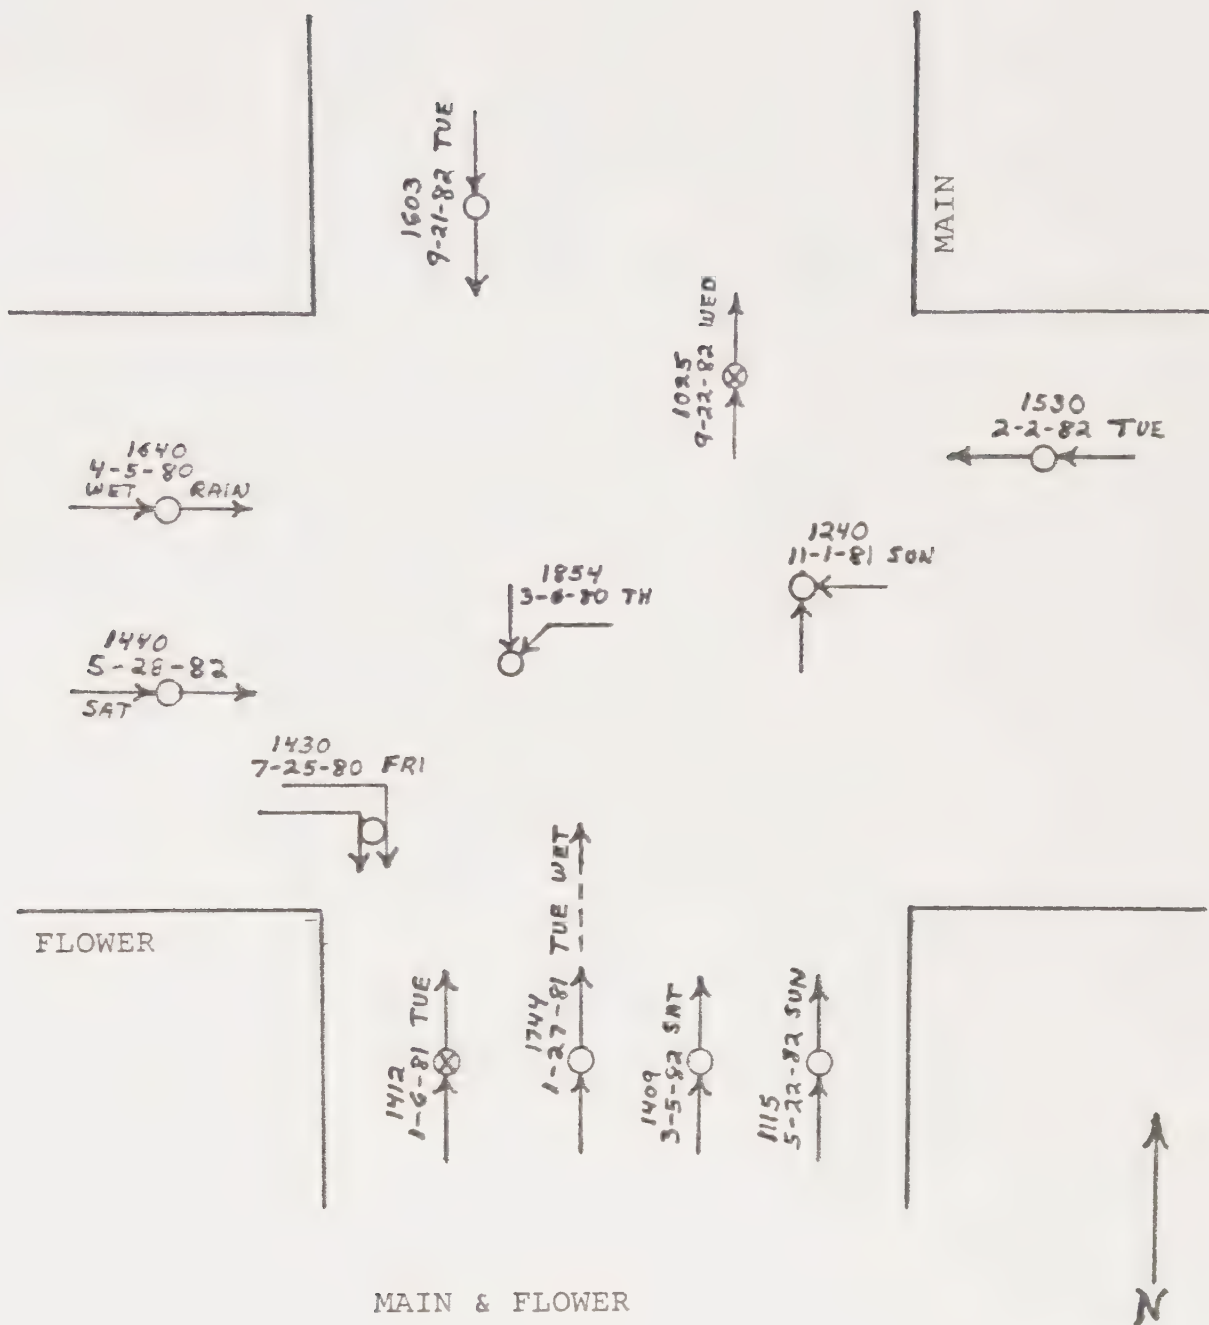 1603
9-21-82 TUE
MAIN
1025
9-22-82 WED
1530
2-2-82 TUE
1640
4-5-80
WET RAIN
1240
11-1-81 SUN
1854
3-6-80 TH
1440
5-28-82
SAT
1430
7-25-80 FRI
FLOWER
1412
1-6-81 TUE
1744
1-27-81 TUE WET
1409
3-5-82 SAT
1115
5-22-82 SUN
MAIN & FLOWER
N